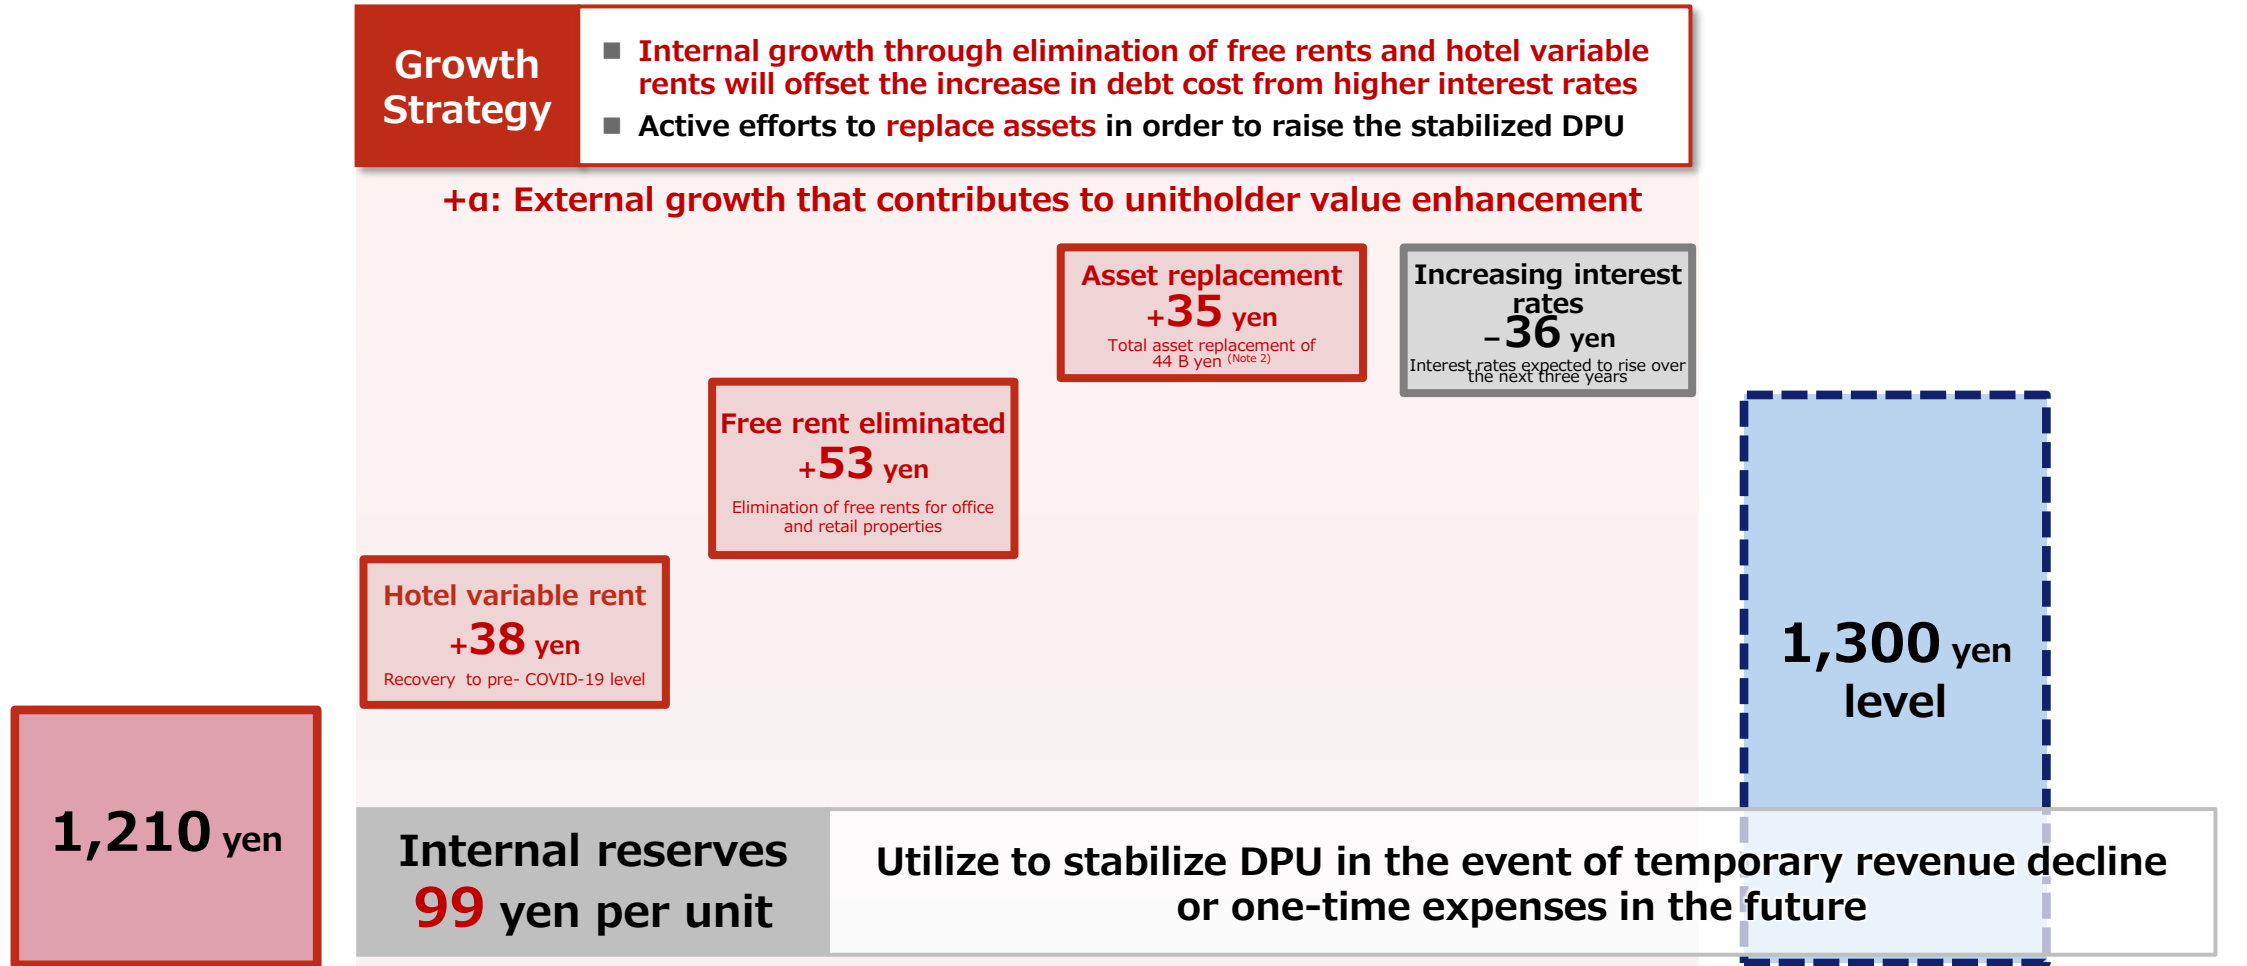 Growth
Strategy
■ Internal growth through elimination of free rents and hotel variable
rents will offset the increase in debt cost from higher interest rates
■ Active efforts to replace assets in order to raise the stabilized DPU
+α: External growth that contributes to unitholder value enhancement
Asset replacement
+35 yen
Total asset replacement of
44 B yen (Note 2)
Increasing interest
rates
–36 yen
Interest rates expected to rise over
the next three years
Free rent eliminated
+53 yen
Elimination of free rents for office
and retail properties
Hotel variable rent
+38 yen
Recovery to pre- COVID-19 level
1,300 yen
level
1,210 yen
Internal reserves
99 yen per unit
Utilize to stabilize DPU in the event of temporary revenue decline
or one-time expenses in the future